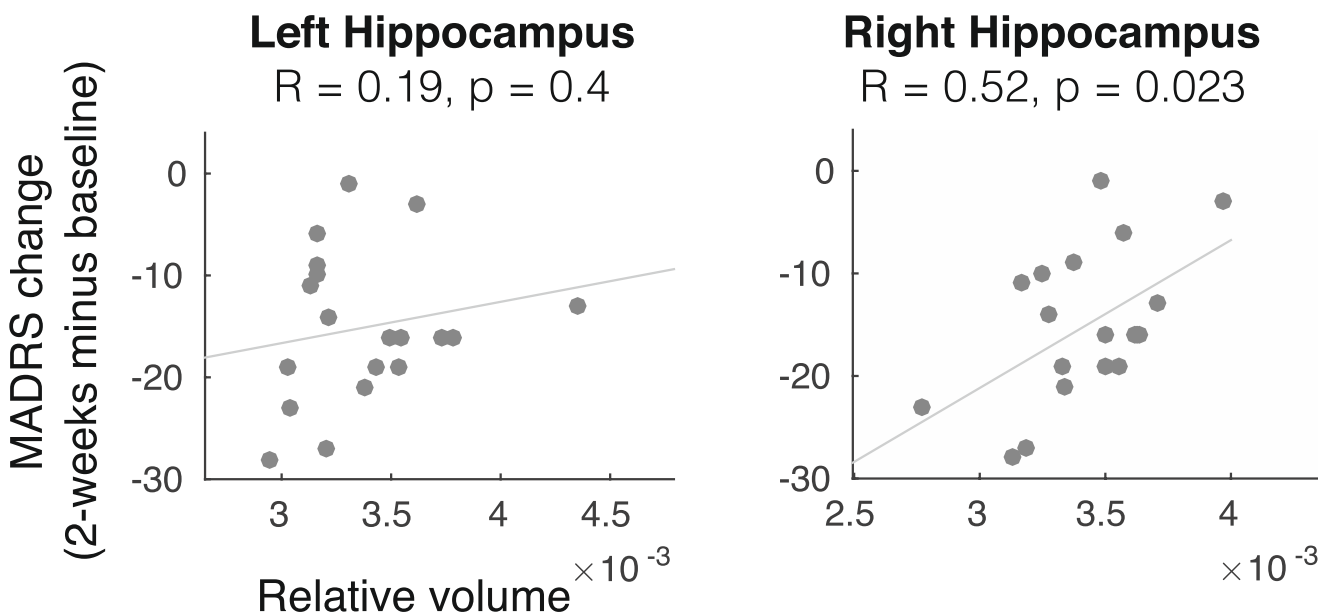 Left Hippocampus
R = 0.19, p = 0.4
Right Hippocampus
R = 0.52, p = 0.023
MADRS change
(2-weeks minus baseline)
0
-10
-20
-30
3 3.5 4 4.5
×10-3
0
-10
-20
-30
2.5 3 3.5 4
×10-3
Relative volume